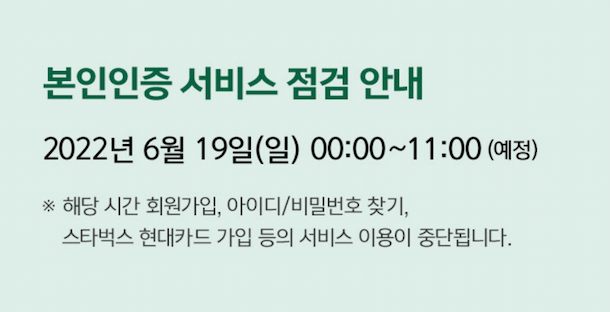 본인인증 서비스 점검 안내
2022년 6월 19일(일) 00:00~11:00 (예정)
※ 해당 시간 회원가입, 아이디/비밀번호 찾기,
스타벅스 현대카드 가입 등의 서비스 이용이 중단됩니다.